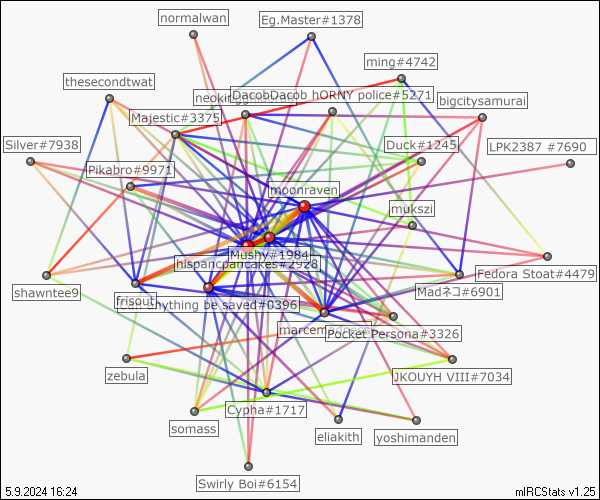 normalwan
Eg.Master#1378
ming#4742
thesecondtwat
DacobDacob hORNY police#5271
bigcitysamurai
Majestic#3375
Silver#7938
Duck#1245
LPK2387 #7690
Pikabro#9971
moonraven
mukszi
Mushy#1984
hispancpancakes#2928
Fedora Stoat#4479
shawntee9
frisout
anything be saved#0396
Madネコ#6901
Pocket Persona#3326
zebula
JKOUYH VIII#7034
Cypha#1717
somass
eliakith
yoshimanden
Swirly Boi#6154
5.9.2024 16:24
mIRCStats v1.25